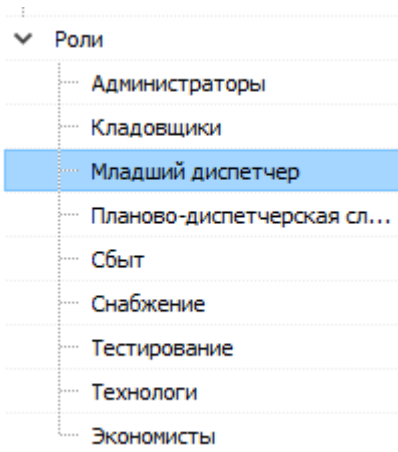 Роли
Администраторы
Кладовщики
Младший диспетчер
Планово-диспетчерская сл...
Сбыт
Снабжение
Тестирование
Технологи
Экономисты